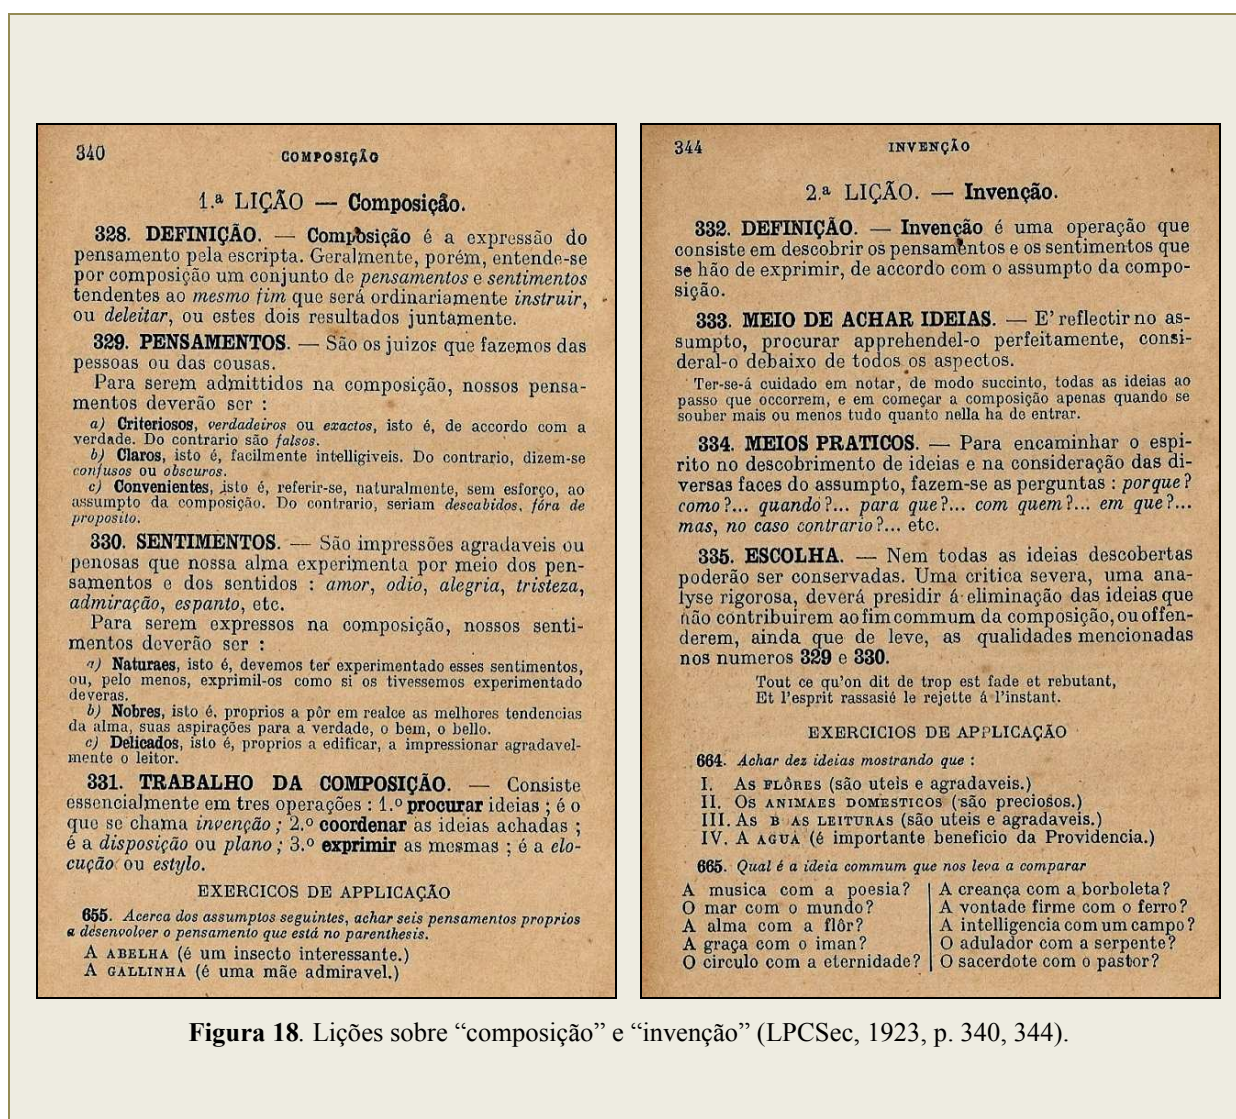 340
COMPOSIÇÃO
1.ª LIÇÃO — Composição.
328. DEFINIÇÃO. — Composição é a expressão do
pensamento pela escripta. Geralmente, porém, entende-se
por composição um conjunto de pensamentos e sentimentos
tendentes ao mesmo fim que será ordinariamente instruir,
ou deleitar, ou estes dois resultados juntamente.
329. PENSAMENTOS. — São os juizos que fazemos das
pessoas ou das cousas.
Para serem admittidos na composição, nossos pensa-
mentos deverão ser :
a) Criteriosos, verdadeiros ou exactos, isto é, de accordo com a
verdade. Do contrario são falsos.
b) Claros, isto é, facilmente intelligiveis. Do contrario, dizem-se
confusos ou obscuros.
c) Convenientes, isto é, referir-se, naturalmente, sem esforço, ao
assumpto da composição. Do contrario, seriam descabidos, fóra de
proposito.
330. SENTIMENTOS. — São impressões agradaveis ou
penosas que nossa alma experimenta por meio dos pen-
samentos e dos sentidos : amor, odio, alegria, tristeza,
admiração, espanto, etc.
Para serem expressos na composição, nossos senti-
mentos deverão ser :
a) Naturaes, isto é, devemos ter experimentado esses sentimentos,
ou, pelo menos, exprimil-os como si os tivessemos experimentado
deveras.
b) Nobres, isto é, proprios a pôr em realce as melhores tendencias
da alma, suas aspirações para a verdade, o bem, o bello.
c) Delicados, isto é, proprios a edificar, a impressionar agradavel-
mente o leitor.
331. TRABALHO DA COMPOSIÇÃO. — Consiste
essencialmente em tres operações : 1.º procurar ideias ; é o
que se chama invenção ; 2.º coordenar as ideias achadas ;
é a disposição ou plano ; 3.º exprimir as mesmas ; é a elo-
cução ou estylo.
EXERCICOS DE APPLICAÇÃO
655. Acerca dos assumptos seguintes, achar seis pensamentos proprios
a desenvolver o pensamento que está no parenthesis.
A ABELHA (é um insecto interessante.)
A GALLINHA (é uma mãe admiravel.)
344
INVENÇÃO
2.ª LIÇÃO. — Invenção.
332. DEFINIÇÃO. — Invenção é uma operação que
consiste em descobrir os pensamentos e os sentimentos que
se hão de exprimir, de accordo com o assumpto da compo-
sição.
333. MEIO DE ACHAR IDEIAS. — E' reflectir no as-
sumpto, procurar apprehendel-o perfeitamente, consi-
deral-o debaixo de todos os aspectos.
Ter-se-á cuidado em notar, de modo succinto, todas as ideias ao
passo que occorrem, e em começar a composição apenas quando se
souber mais ou menos tudo quanto nella ha de entrar.
334. MEIOS PRATICOS. — Para encaminhar o espi-
rito no descobrimento de ideias e na consideração das di-
versas faces do assumpto, fazem-se as perguntas : porque?
como?... quando?... para que?... com quem?... em que?...
mas, no caso contrario?... etc.
335. ESCOLHA. — Nem todas as ideias descobertas
poderão ser conservadas. Uma critica severa, uma ana-
lyse rigorosa, deverá presidir á eliminação das ideias que
não contribuirem ao fim commum da composição, ou offen-
derem, ainda que de leve, as qualidades mencionadas
nos numeros 329 e 330.
Tout ce qu'on dit de trop est fade et rebutant,
Et l'esprit rassasié le rejette á l'instant.
EXERCICIOS DE APPLICAÇÃO
664. Achar dez ideias mostrando que :
I. AS FLÔRES (são uteis e agradaveis.)
II. OS ANIMAES DOMESTICOS (são preciosos.)
III. AS B AS LEITURAS (são uteis e agradaveis.)
IV. A AGUA (é importante beneficio da Providencia.)
665. Qual é a ideia commum que nos leva a comparar
A musica com a poesia?
O mar com o mundo?
A alma com a flôr?
A graça com o iman?
O circulo com a eternidade?
A creança com a borboleta?
A vontade firme com o ferro?
A intelligencia com um campo?
O adulador com a serpente?
O sacerdote com o pastor?
Figura 18. Lições sobre “composição” e “invenção” (LPCSec, 1923, p. 340, 344).